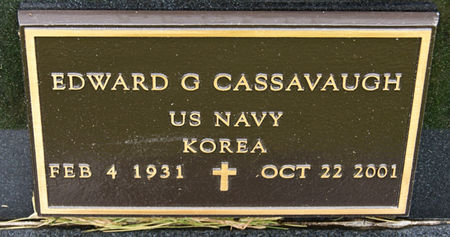 EDWARD G CASSAVAUGH
US NAVY
KOREA
FEB 4 1931 OCT 22 2001